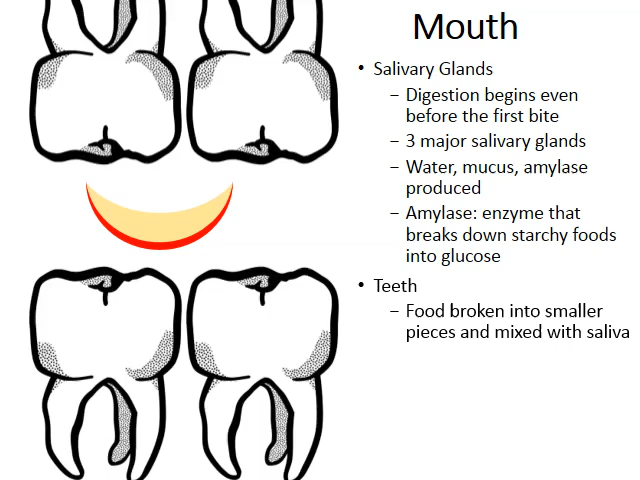 Mouth
• Salivary Glands
– Digestion begins even
before the first bite
– 3 major salivary glands
– Water, mucus, amylase
produced
– Amylase: enzyme that
breaks down starchy foods
into glucose
• Teeth
– Food broken into smaller
pieces and mixed with saliva